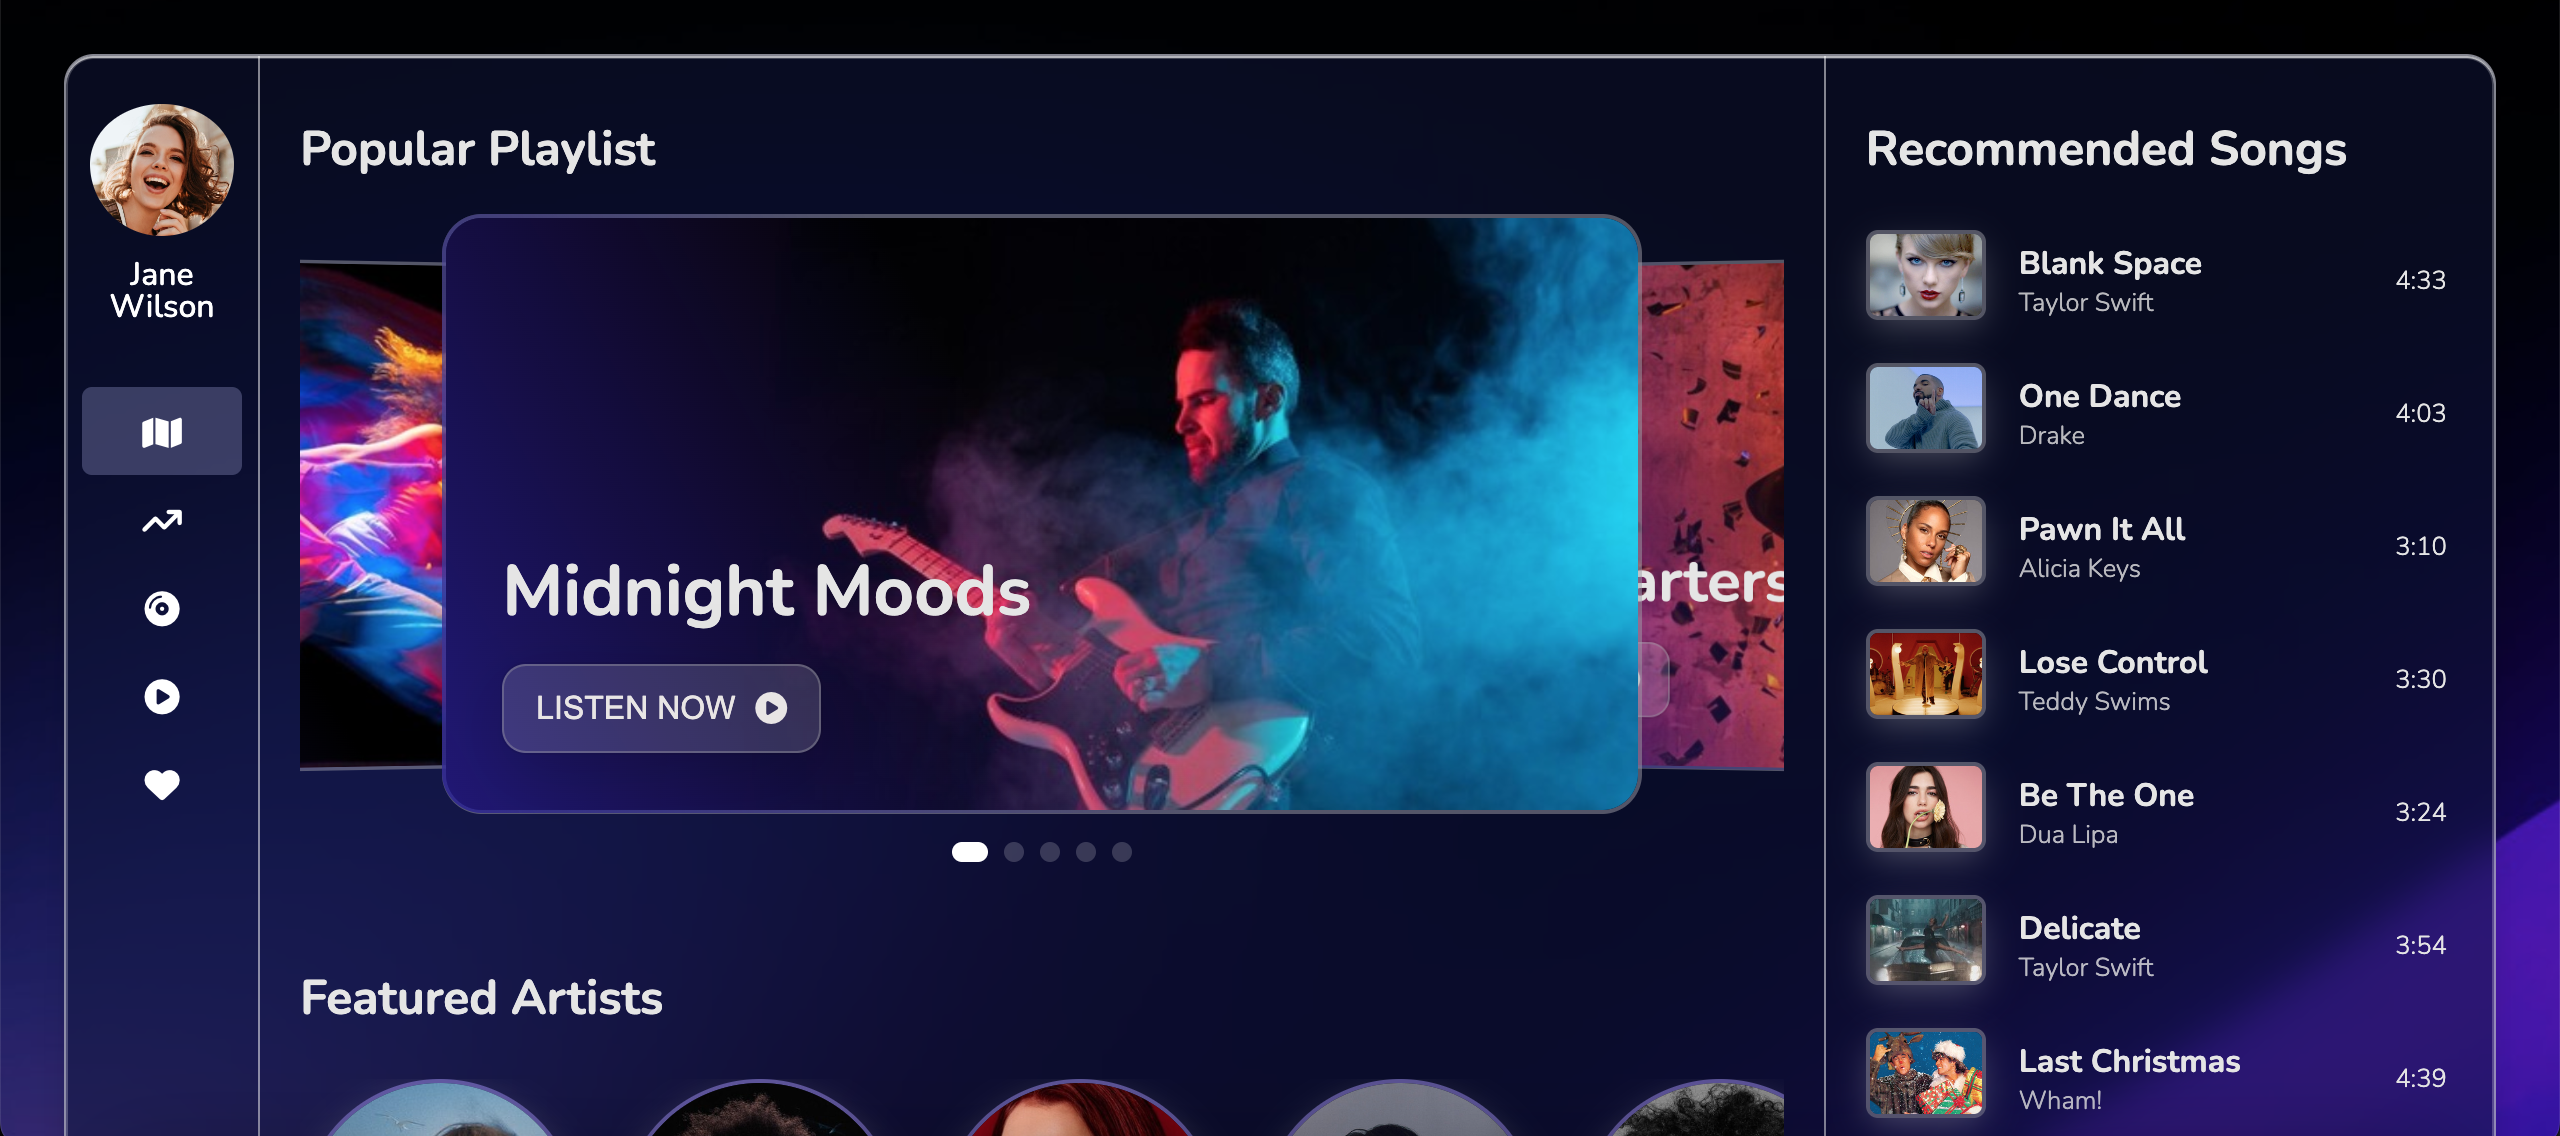 Jane
Wilson
Popular Playlist
Midnight Moods
LISTEN NOW
arters
Featured Artists
Recommended Songs
Blank Space
Taylor Swift
4:33
One Dance
Drake
4:03
Pawn It All
Alicia Keys
3:10
Lose Control
Teddy Swims
3:30
Be The One
Dua Lipa
3:24
Delicate
Taylor Swift
3:54
Last Christmas
Wham!
4:39